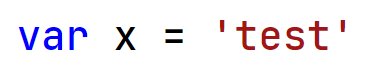 var x = 'test'